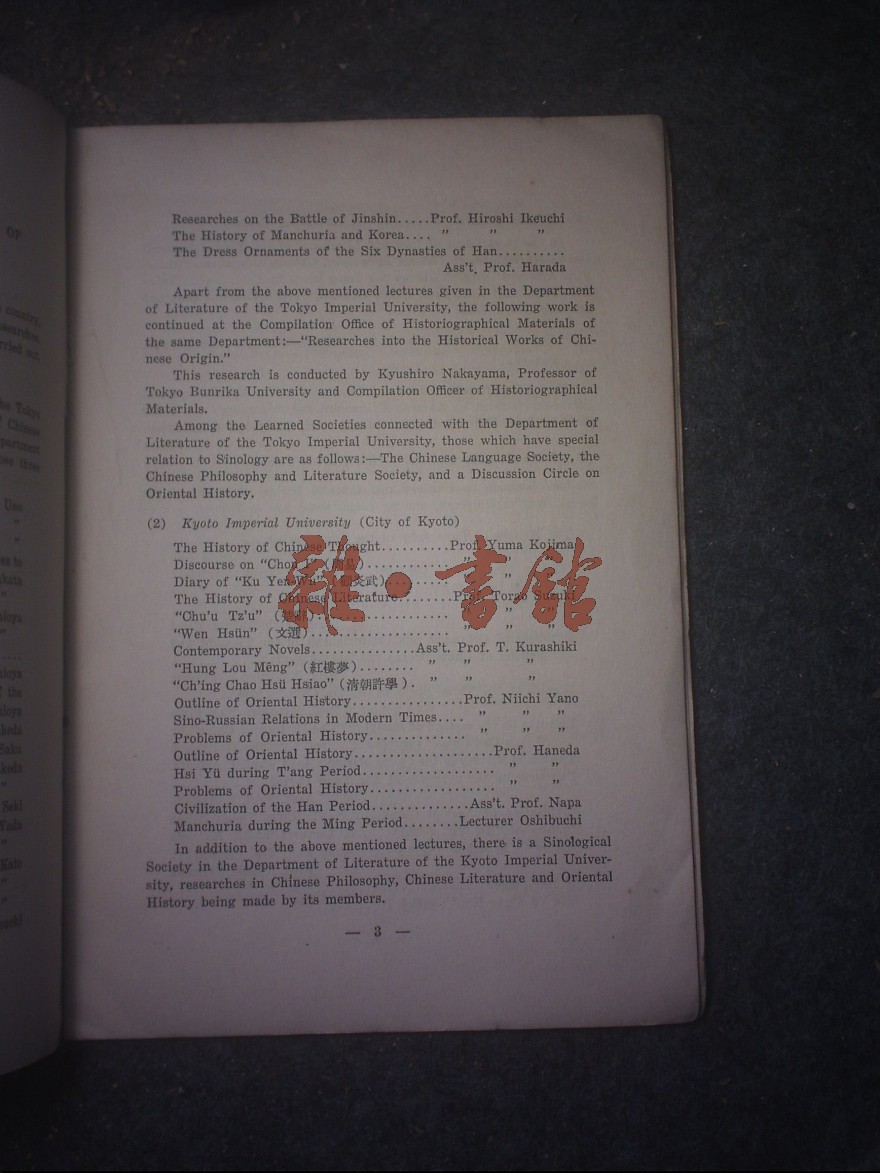 OF
country,
Researches on the Battle of Jinshin.....Prof. Hiroshi Ikeuchi
The History of Manchuria and Korea.... ” ” ”
The Dress Ornaments of the Six Dynasties of Han..........
Ass't. Prof. Harada
Apart from the above mentioned lectures given in the Department
of Literature of the Tokyo Imperial University, the following work is
continued at the Compilation Office of Historiographical Materials of
the same Department:—“Researches into the Historical Works of Chi-
nese Origin.”
This research is conducted by Kyushiro Nakayama, Professor of
Tokyo Bunrika University and Compilation Officer of Historiographical
Materials.
Among the Learned Societies connected with the Department of
Literature of the Tokyo Imperial University, those which have special
relation to Sinology are as follows:—The Chinese Language Society, the
Chinese Philosophy and Literature Society, and a Discussion Circle on
Oriental History.
(2) Kyoto Imperial University (City of Kyoto)
The History of Chinese Thought..........Prof. Yuma Kojima
Discourse on
Diary of “Ku Yen Wu” ” ”
The History of Chinese Literature........Prof. Torao Suzuki
“Chu'u Tz'u” ” ” ”
“Wen Hsün” (文選)..................... ” ” ”
Contemporary Novels...............Ass't. Prof. T. Kurashiki
“Hung Lou Mêng” (紅樓夢)........ ” ” ”
“Ch'ing Chao Hsü Hsiao” (清朝許學). ” ” ”
Outline of Oriental History................Prof. Niichi Yano
Sino-Russian Relations in Modern Times.... ” ” ”
Problems of Oriental History.............. ” ” ”
Outline of Oriental History....................Prof. Haneda
Hsi Yü during T'ang Period................... ” ”
Problems of Oriental History.................. ” ”
Civilization of the Han Period..............Ass't. Prof. Napa
Manchuria during the Ming Period........Lecturer Oshibuchi
In addition to the above mentioned lectures, there is a Sinological
Society in the Department of Literature of the Kyoto Imperial Univer-
sity, researches in Chinese Philosophy, Chinese Literature and Oriental
History being made by its members.
— 3 —
雜·書館